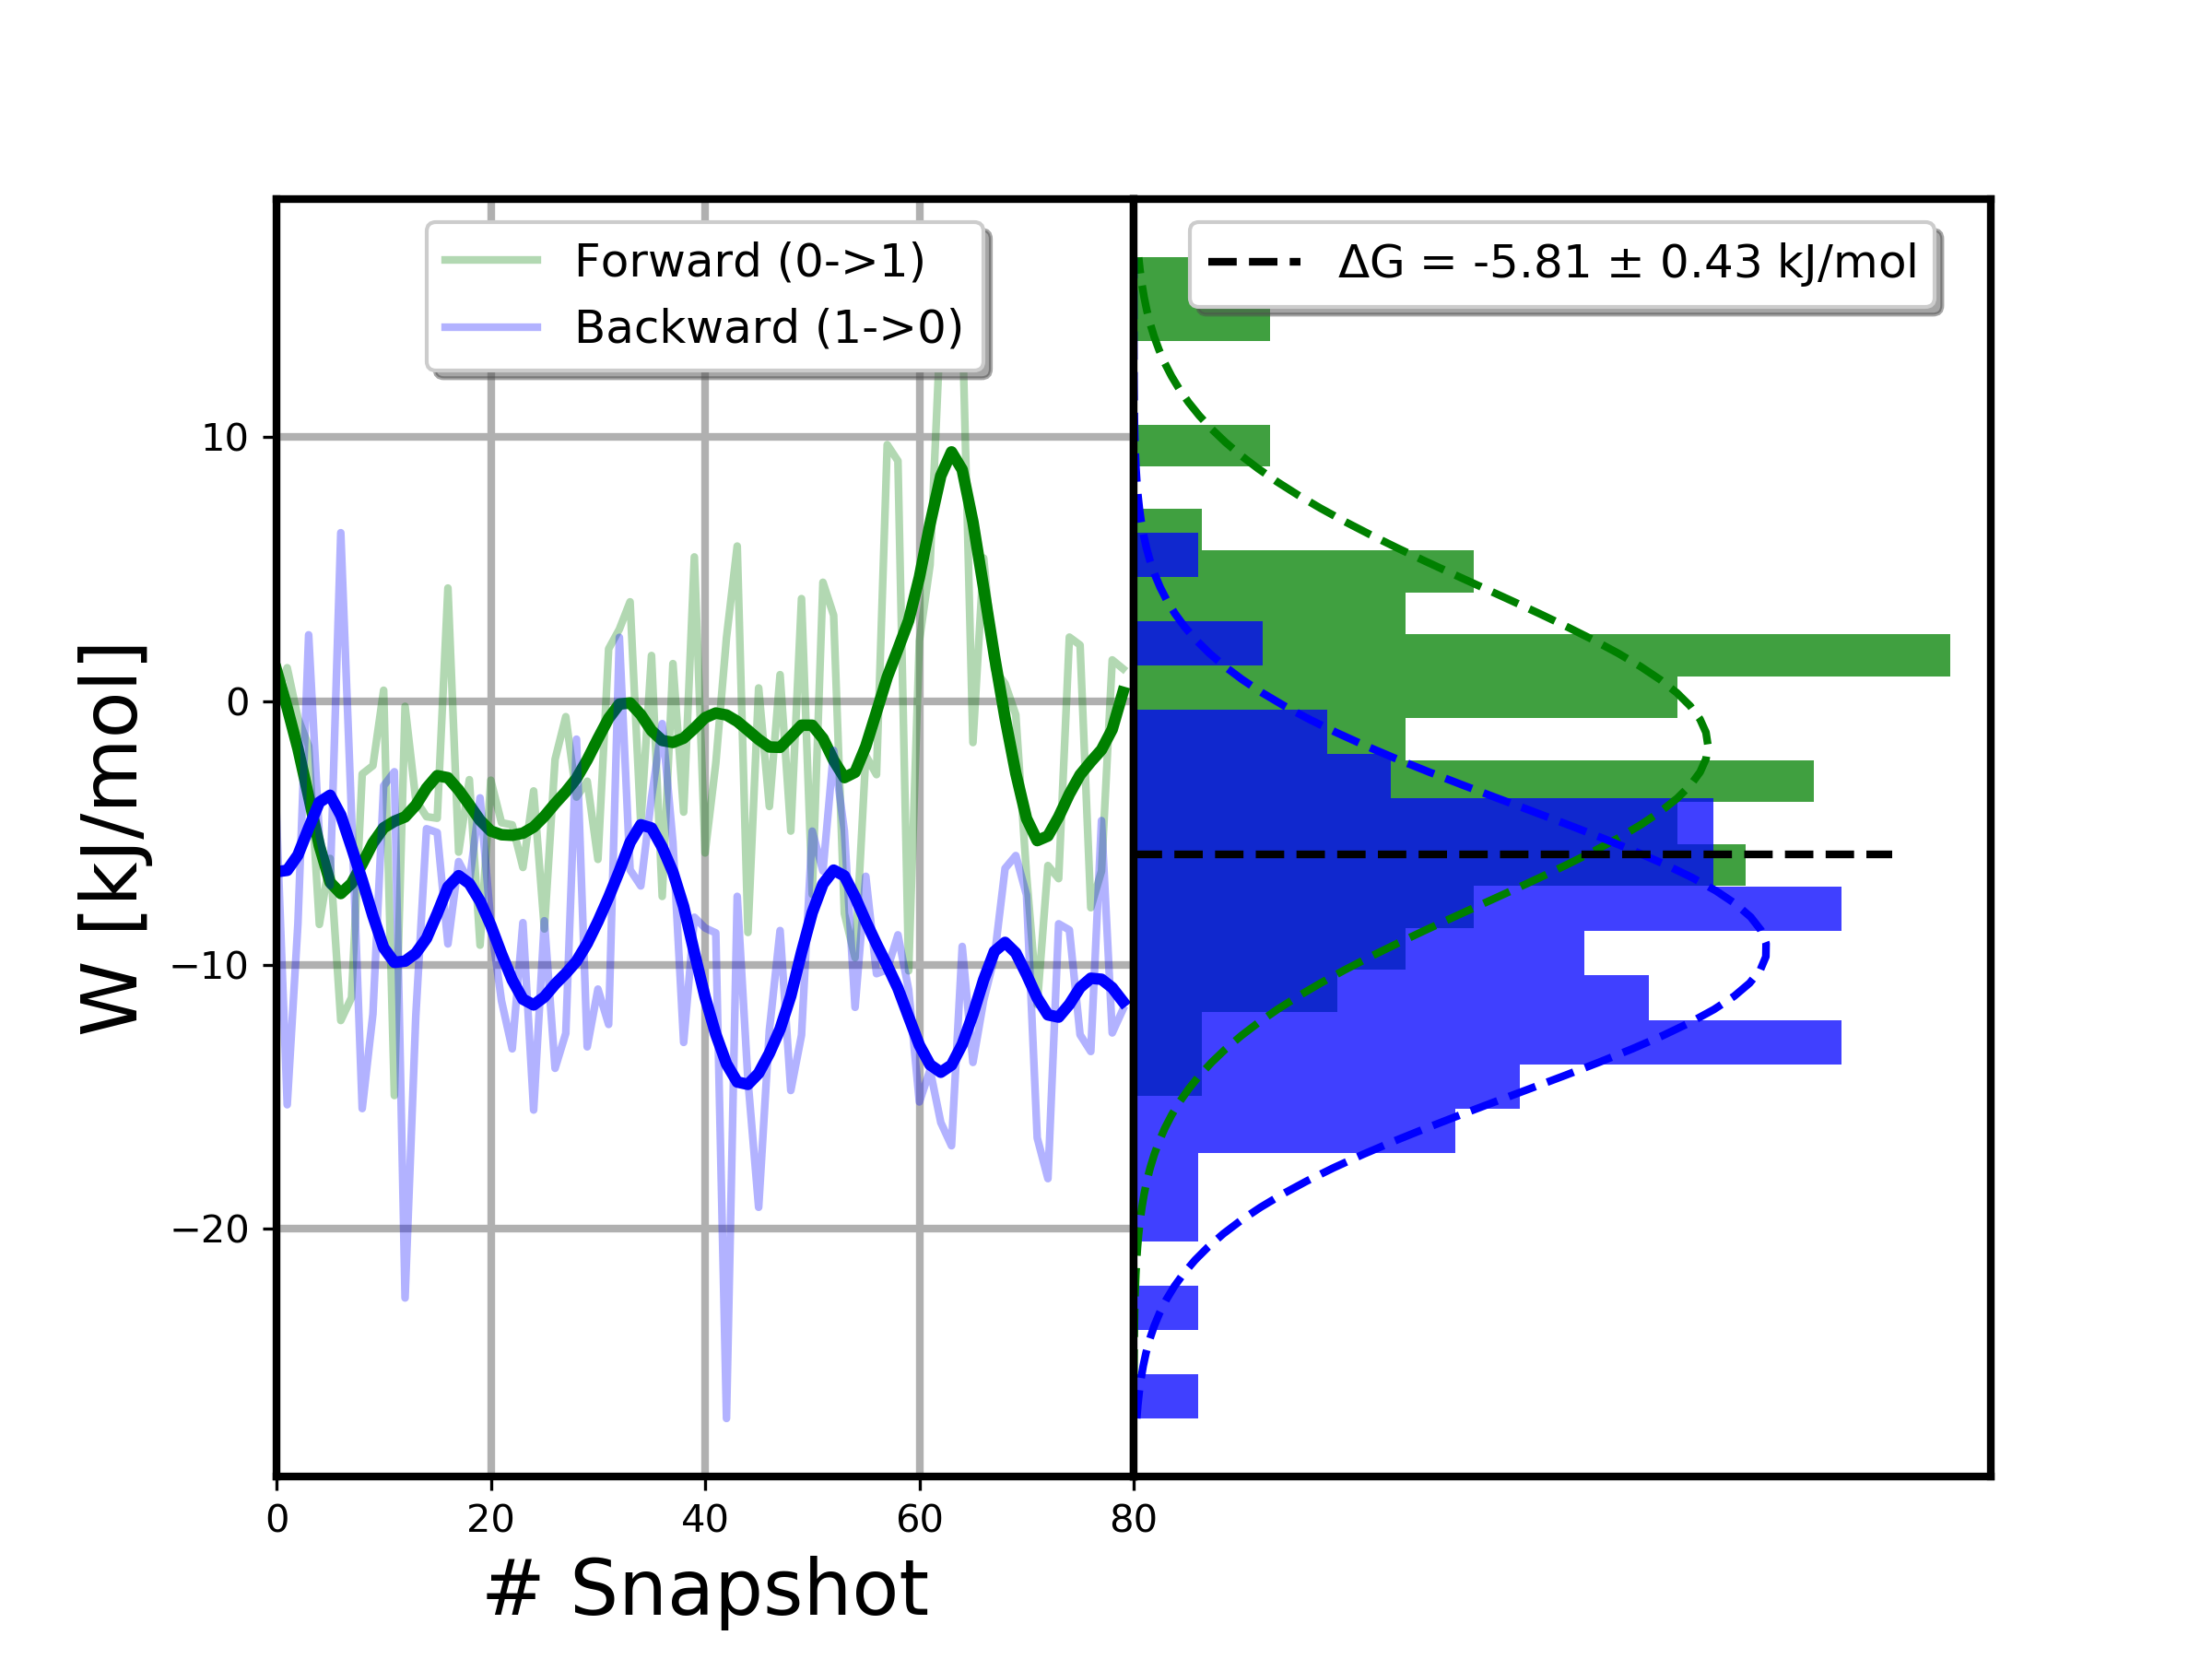 Forward (0->1)
Backward (1->0)
ΔG = -5.81 ± 0.43 kJ/mol
W [kJ/mol]
10
0
−10
−20
0 20 40 60 80
# Snapshot